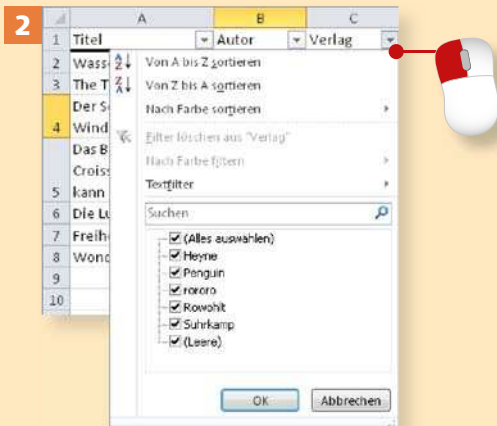 2
A B C
1 Titel Autor Verlag
2 Wass
3 The T
Der S
4 Wind
Das B
Crois
5 kann
6 Die Lu
7 Freih
8 Wond
9
10
Von A bis Z sortieren
Von Z bis A sortieren
Nach Farbe sortieren
Filter löschen aus "Verlag"
Nach Farbe filtern
Textfilter
Suchen
(Alles auswählen)
Heyne
Penguin
rororo
Rowohlt
Suhrkamp
(Leere)
OK Abbrechen